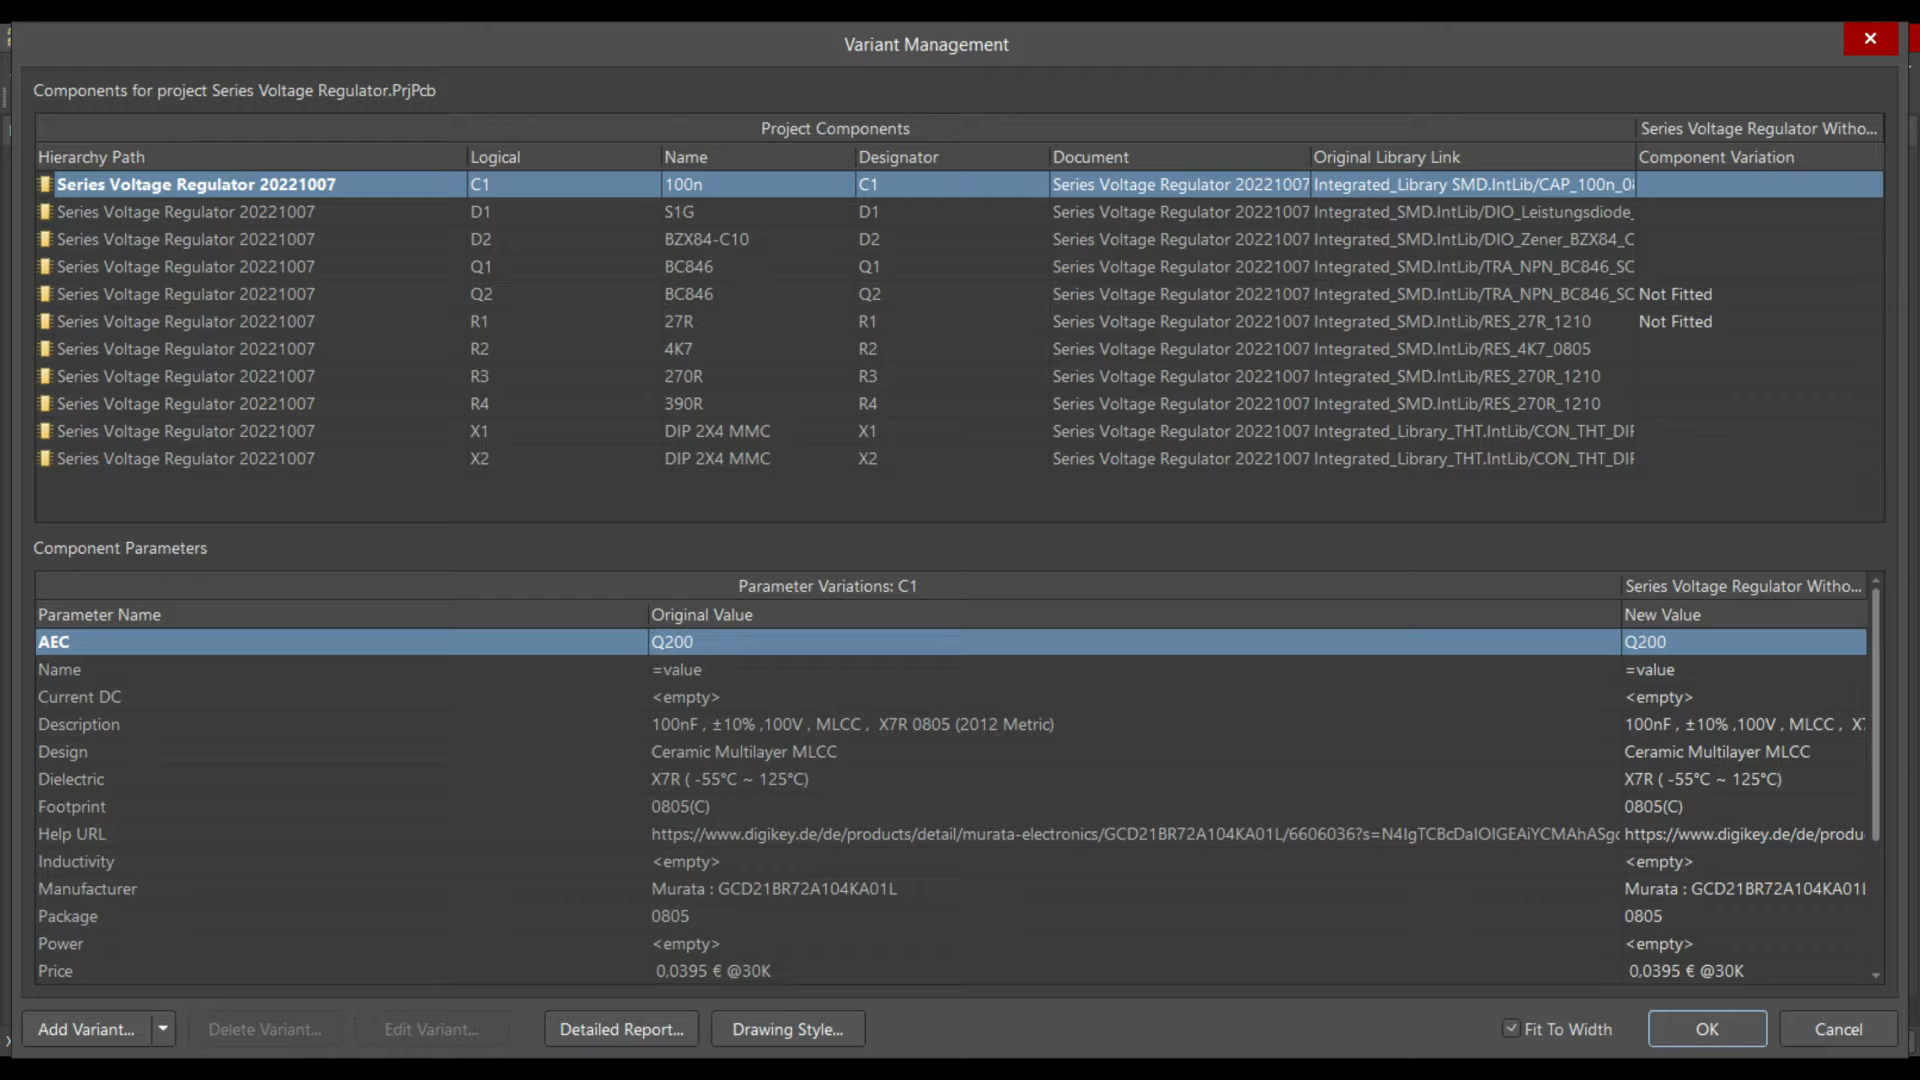 Variant Management
Components for project Series Voltage Regulator.PrjPcb
Project Components Series Voltage Regulator Witho...
Hierarchy Path Logical Name Designator Document Original Library Link Component Variation
Series Voltage Regulator 20221007 C1 100n C1 Series Voltage Regulator 20221007 Integrated_Library SMD.IntLib/CAP_100n_08
Series Voltage Regulator 20221007 D1 S1G D1 Series Voltage Regulator 20221007 Integrated_SMD.IntLib/DIO_Leistungsdiode_
Series Voltage Regulator 20221007 D2 BZX84-C10 D2 Series Voltage Regulator 20221007 Integrated_SMD.IntLib/DIO_Zener_BZX84_C
Series Voltage Regulator 20221007 Q1 BC846 Q1 Series Voltage Regulator 20221007 Integrated_SMD.IntLib/TRA_NPN_BC846_SC
Series Voltage Regulator 20221007 Q2 BC846 Q2 Series Voltage Regulator 20221007 Integrated_SMD.IntLib/TRA_NPN_BC846_SC Not Fitted
Series Voltage Regulator 20221007 R1 27R R1 Series Voltage Regulator 20221007 Integrated_SMD.IntLib/RES_27R_1210 Not Fitted
Series Voltage Regulator 20221007 R2 4K7 R2 Series Voltage Regulator 20221007 Integrated_SMD.IntLib/RES_4K7_0805
Series Voltage Regulator 20221007 R3 270R R3 Series Voltage Regulator 20221007 Integrated_SMD.IntLib/RES_270R_1210
Series Voltage Regulator 20221007 R4 390R R4 Series Voltage Regulator 20221007 Integrated_SMD.IntLib/RES_270R_1210
Series Voltage Regulator 20221007 X1 DIP 2X4 MMC X1 Series Voltage Regulator 20221007 Integrated_Library_THT.IntLib/CON_THT_DIF
Series Voltage Regulator 20221007 X2 DIP 2X4 MMC X2 Series Voltage Regulator 20221007 Integrated_Library_THT.IntLib/CON_THT_DIF
Component Parameters
Parameter Variations: C1 Series Voltage Regulator Witho...
Parameter Name Original Value New Value
AEC Q200 Q200
Name =value =value
Current DC <empty> <empty>
Description 100nF , ±10% ,100V , MLCC , X7R 0805 (2012 Metric) 100nF , ±10% ,100V , MLCC , X
Design Ceramic Multilayer MLCC Ceramic Multilayer MLCC
Dielectric X7R ( -55°C ~ 125°C) X7R ( -55°C ~ 125°C)
Footprint 0805(C) 0805(C)
Help URL https://www.digikey.de/de/products/detail/murata-electronics/GCD21BR72A104KA01L/6606036?s=N4IgTCBcDaIOIGEAiYCMAhASgc https://www.digikey.de/de/produ
Inductivity <empty> <empty>
Manufacturer Murata : GCD21BR72A104KA01L Murata : GCD21BR72A104KA01l
Package 0805 0805
Power <empty> <empty>
Price 0,0395 € @30K 0,0395 € @30K
Add Variant... Delete Variant... Edit Variant... Detailed Report... Drawing Style... Fit To Width OK Cancel